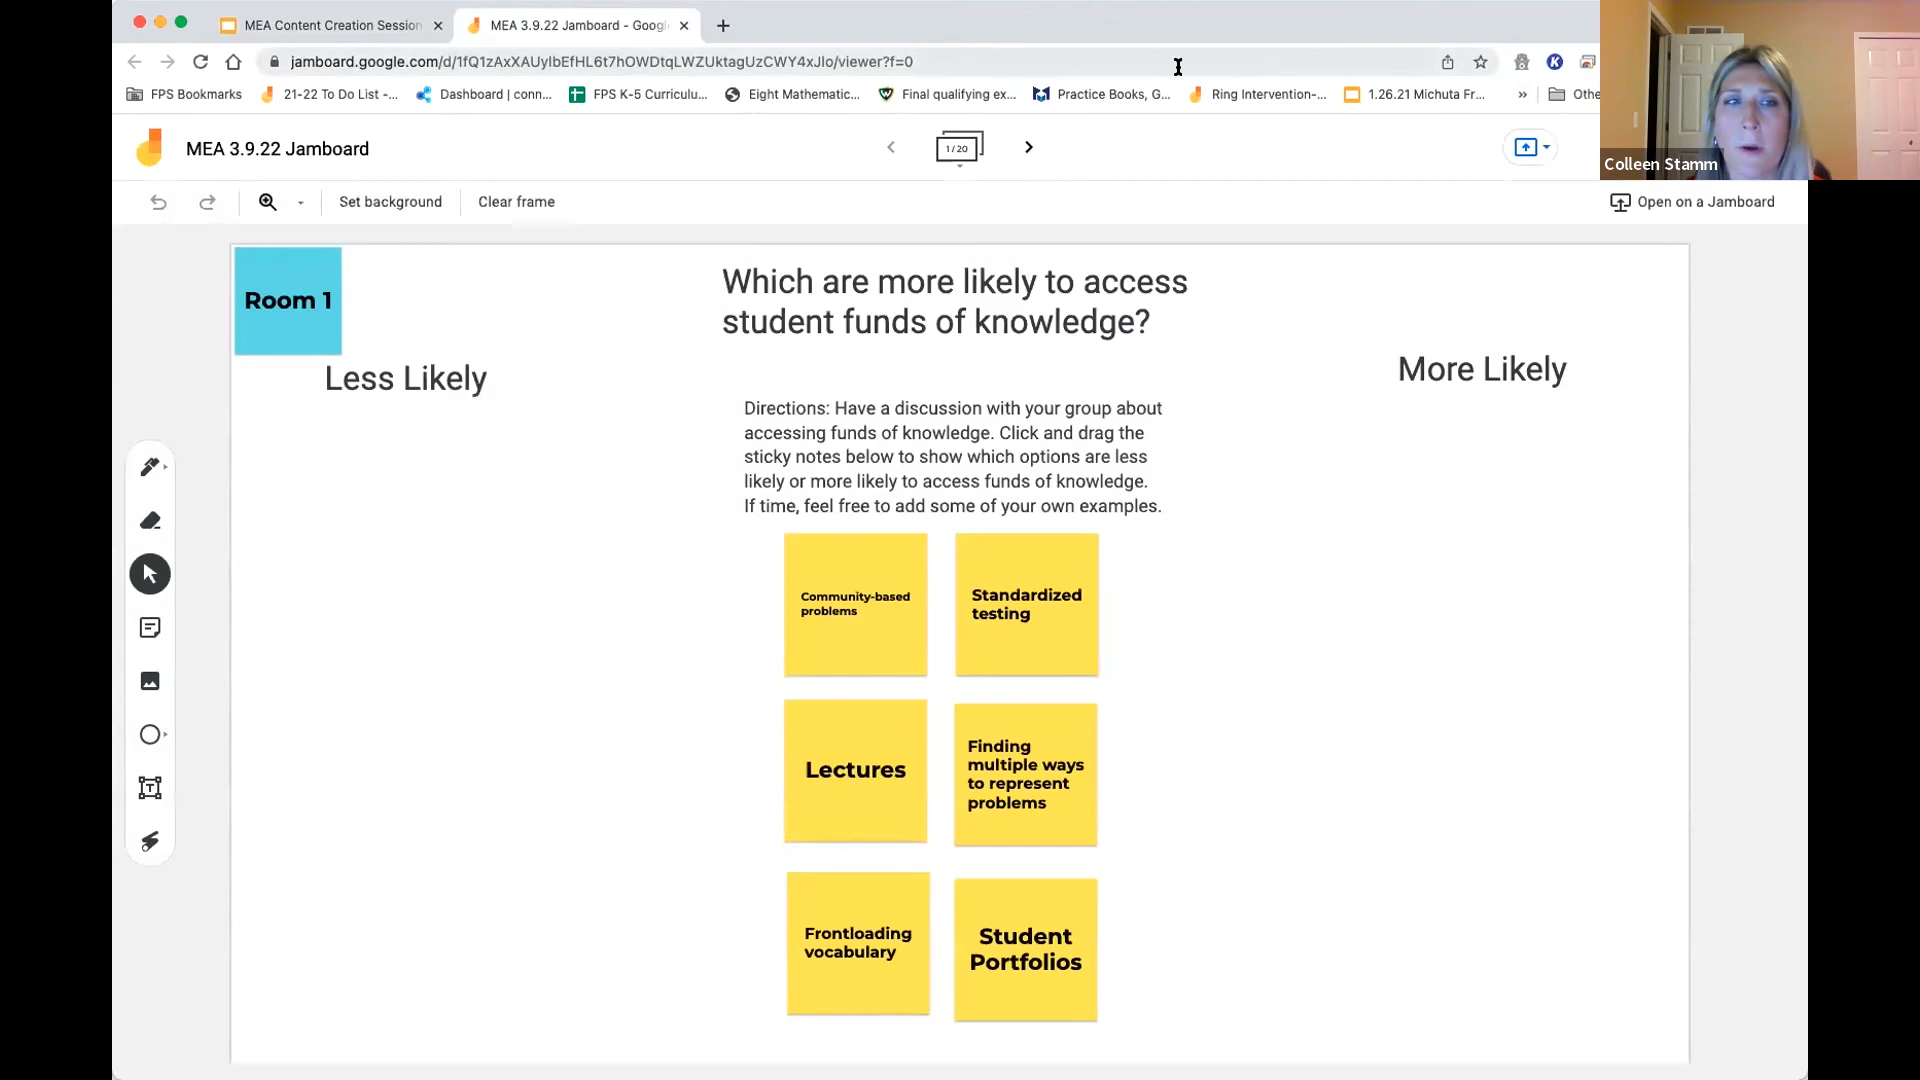 MEA Content Creation Session
MEA 3.9.22 Jamboard - Googl
jamboard.google.com/d/1fQ1zAxXAUylbEfHL6t7hOWDtqLWZUktagUzCWY4xJlo/viewer?f=0
FPS Bookmarks
21-22 To Do List -...
Dashboard | conn...
FPS K-5 Curriculu...
Eight Mathematic...
Final qualifying ex...
Practice Books, G...
Ring Intervention-...
1.26.21 Michuta Fr...
»
Othe
MEA 3.9.22 Jamboard
1/20
Colleen Stamm
Set background
Clear frame
Open on a Jamboard
Room 1
Which are more likely to access
student funds of knowledge?
Less Likely
More Likely
Directions: Have a discussion with your group about
accessing funds of knowledge. Click and drag the
sticky notes below to show which options are less
likely or more likely to access funds of knowledge.
If time, feel free to add some of your own examples.
Community-based
problems
Standardized
testing
Lectures
Finding
multiple ways
to represent
problems
Frontloading
vocabulary
Student
Portfolios